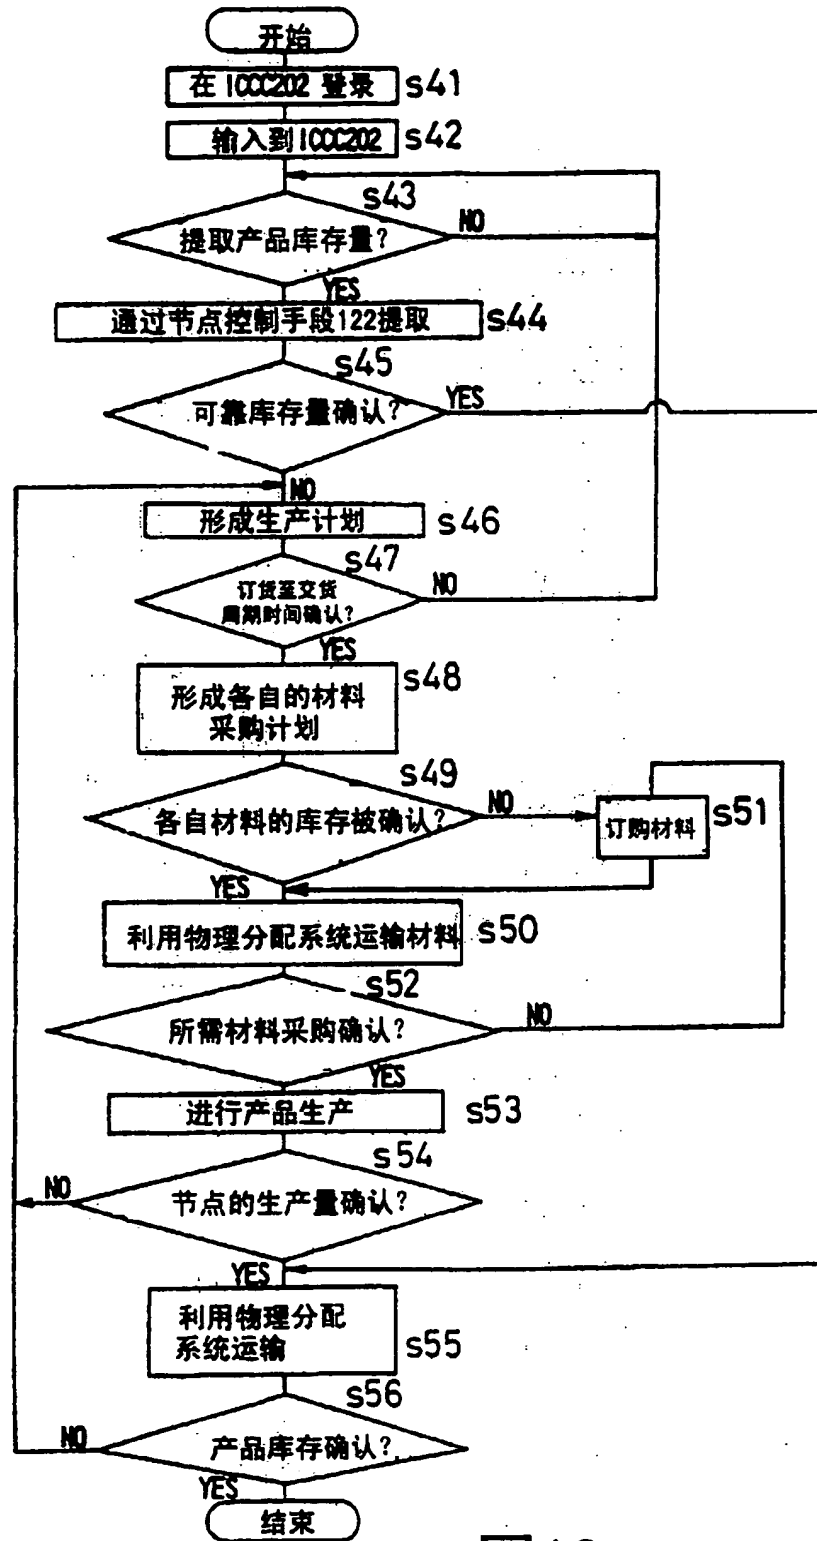 开始
在 ICCC202 登录 s41
输入到ICCC202 s42
s43
提取产品库存量?
NO
YES
通过节点控制手段122提取 s44
s45
可靠库存量确认?
YES
NO
形成生产计划 s46
s47
订货至交货
周期时间确认?
NO
YES
形成各自的材料
采购计划
s48
s49
各自材料的库存被确认?
NO
订购材料 s51
YES
利用物理分配系统运输材料 s50
s52
所需材料采购确认?
NO
YES
进行产品生产 s53
s54
节点的生产量确认?
NO
YES
利用物理分配
系统运输 s55
s56
产品库存确认?
NO
YES
结束